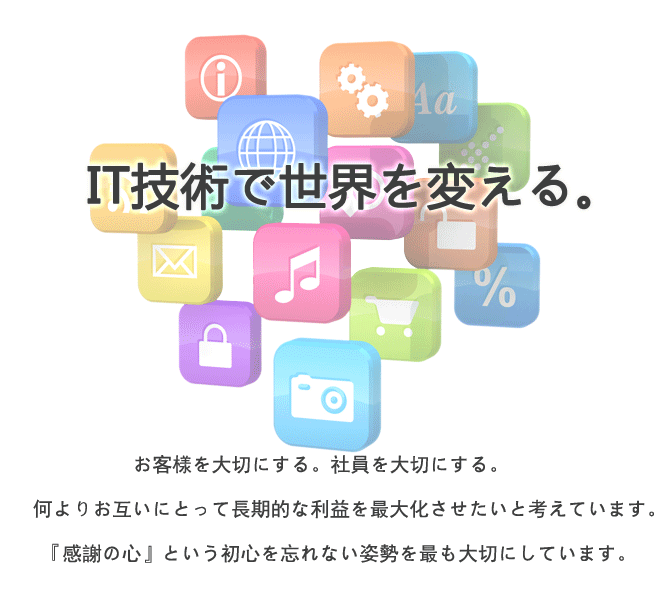 IT技術で世界を変える。
Aa
%
お客様を大切にする。社員を大切にする。
何よりお互いにとって長期的な利益を最大化させたいと考えています。
『感謝の心』という初心を忘れない姿勢を最も大切にしています。